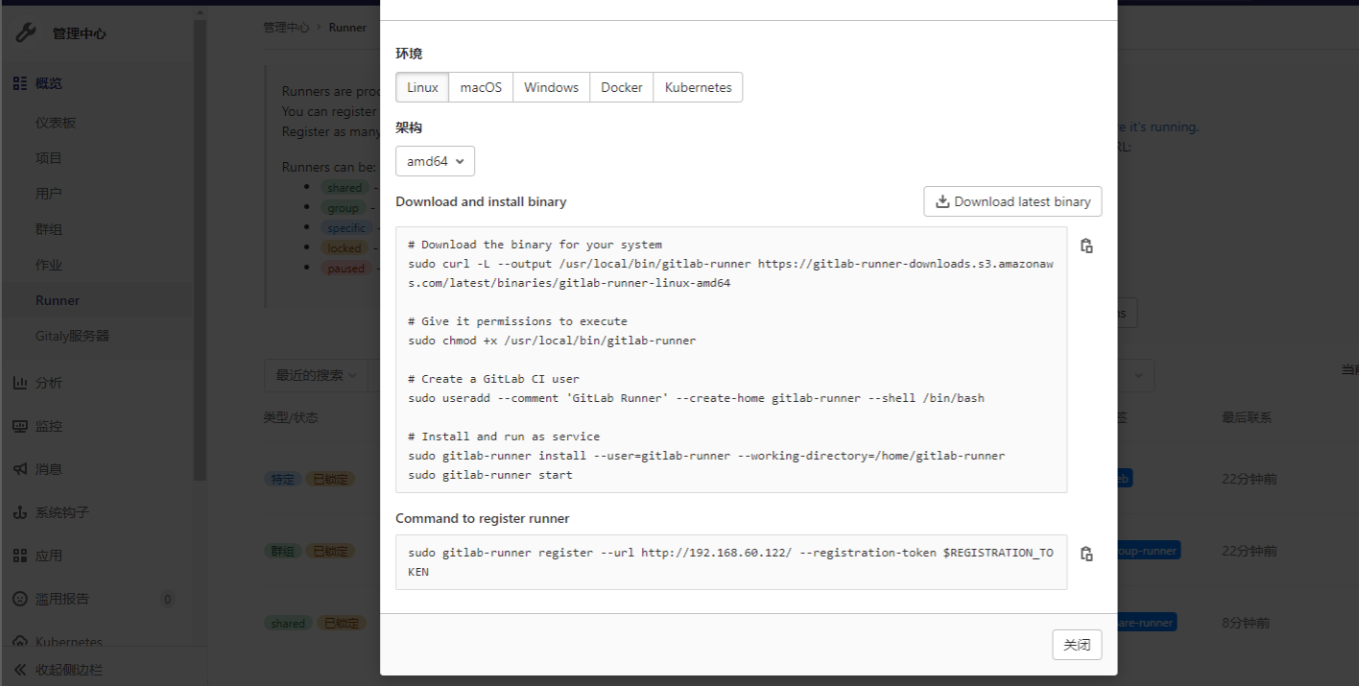 管理中心
概览
仪表板
项目
用户
群组
作业
Runner
Gitaly服务器
分析
监控
消息
系统钩子
应用
滥用报告 0
Kubernetes
收起侧边栏
管理中心 > Runner
Runners are
You can register
Register as many
Runners can be:
shared -
group -
specific -
locked -
paused -
it's running.
最近的搜索
类型/状态
最后联系
特定 已锁定
22分钟前
群组 已锁定
22分钟前
shared 已锁定
8分钟前
环境
Linux macOS Windows Docker Kubernetes
架构
amd64
Download and install binary
Download latest binary
# Download the binary for your system
sudo curl -L --output /usr/local/bin/gitlab-runner https://gitlab-runner-downloads.s3.amazonaw
s.com/latest/binaries/gitlab-runner-linux-amd64
# Give it permissions to execute
sudo chmod +x /usr/local/bin/gitlab-runner
# Create a GitLab CI user
sudo useradd --comment 'GitLab Runner' --create-home gitlab-runner --shell /bin/bash
# Install and run as service
sudo gitlab-runner install --user=gitlab-runner --working-directory=/home/gitlab-runner
sudo gitlab-runner start
Command to register runner
sudo gitlab-runner register --url http://192.168.60.122/ --registration-token $REGISTRATION_TO
KEN
关闭